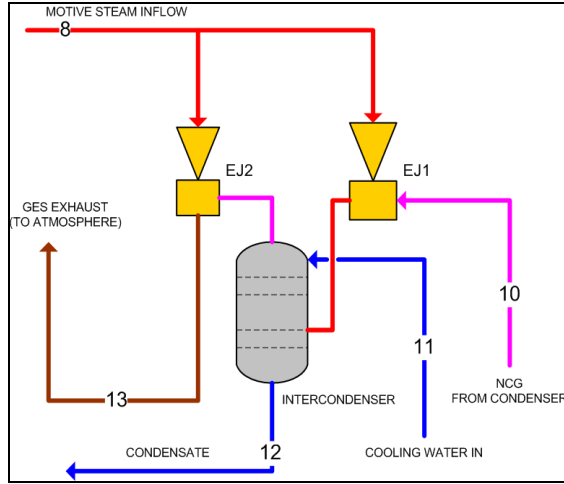 MOTIVE STEAM INFLOW
8
EJ2
EJ1
GES EXHAUST
(TO ATMOSPHERE)
10
11
NCG
FROM CONDENSER
13
INTERCONDENSER
12
CONDENSATE
COOLING WATER IN